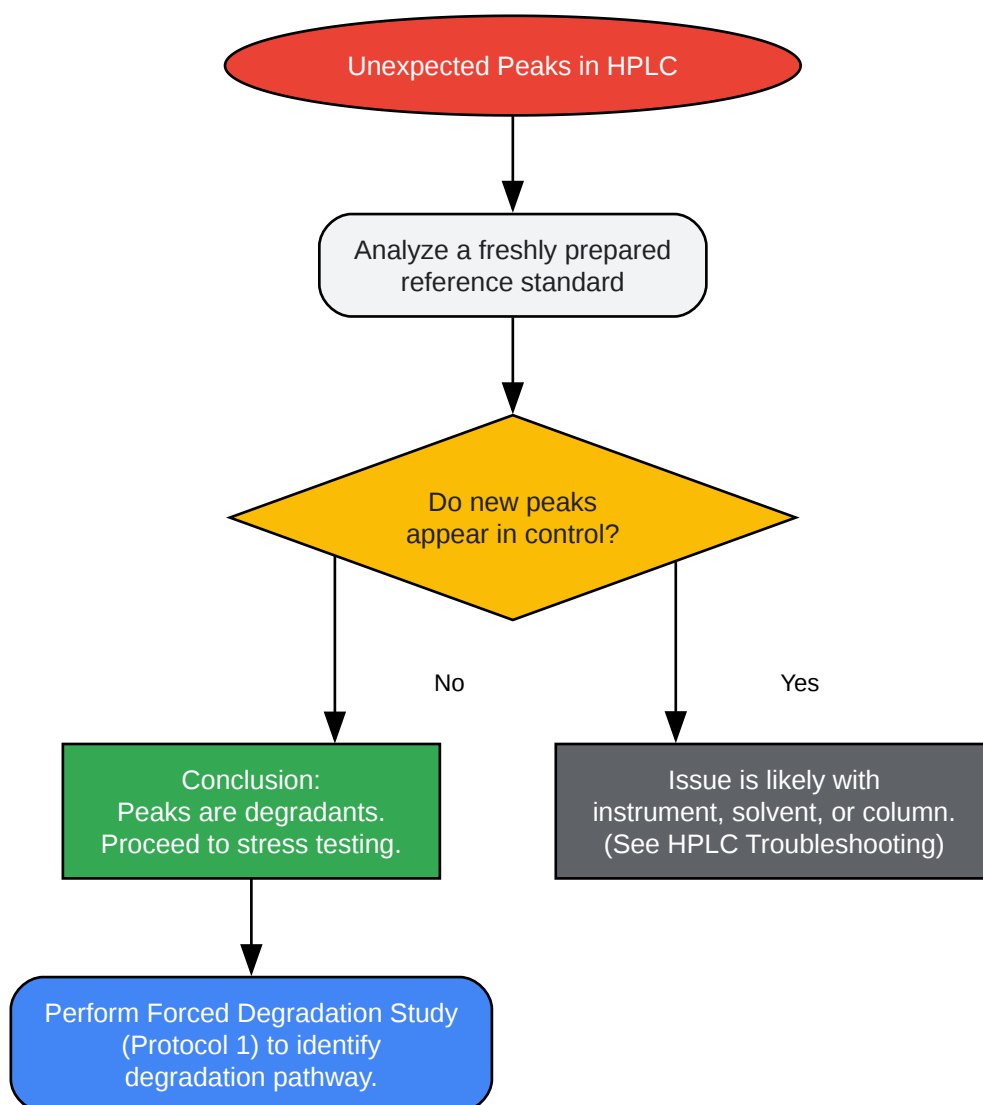 Unexpected Peaks in HPLC
Analyze a freshly prepared
reference standard
Do new peaks
appear in control?
No
Yes
Conclusion:
Peaks are degradants.
Proceed to stress testing.
Issue is likely with
instrument, solvent, or column.
(See HPLC Troubleshooting)
Perform Forced Degradation Study
(Protocol 1) to identify
degradation pathway.